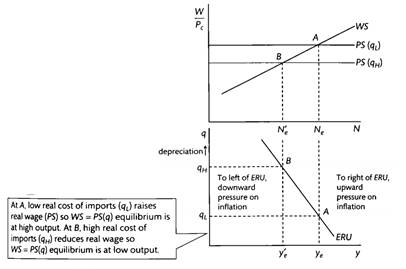 W
P_c
WS
A
PS (q_L)
B
PS (q_H)
N'_e N_e N
q
depreciation↑
q_H
B
To left of ERU,
downward
pressure on
inflation
To right of ERU,
upward
pressure on
inflation
q_L
A
ERU
y'_e y_e y
At A, low real cost of
imports (q_L) raises
real wage (PS) so WS = PS(q) equilibrium is
at high output. At B, high real cost of
imports (q_H) reduces real wage so
WS = PS(q) equilibrium is at low output.